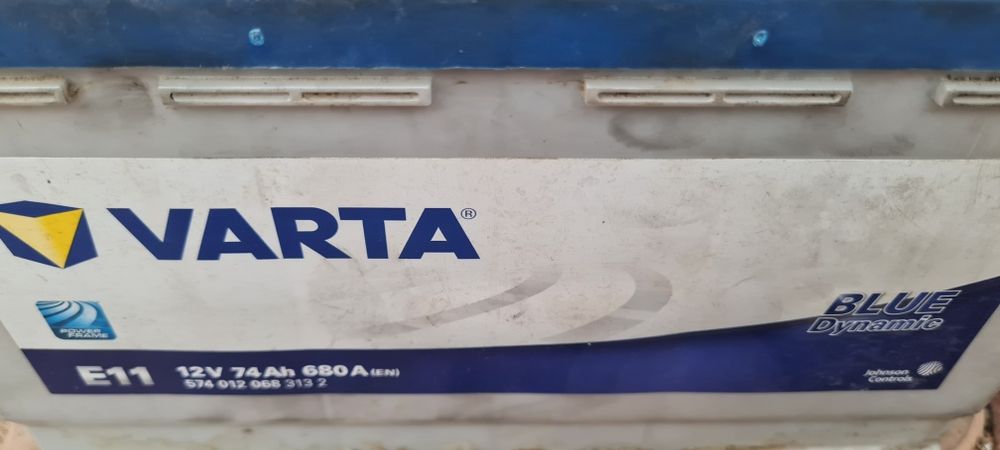 VARTA®
POWER
FRAME
BLUE
Dynamic
E11 12V 74Ah 680A (EN)
574 012 068 313 2
Johnson
Controls